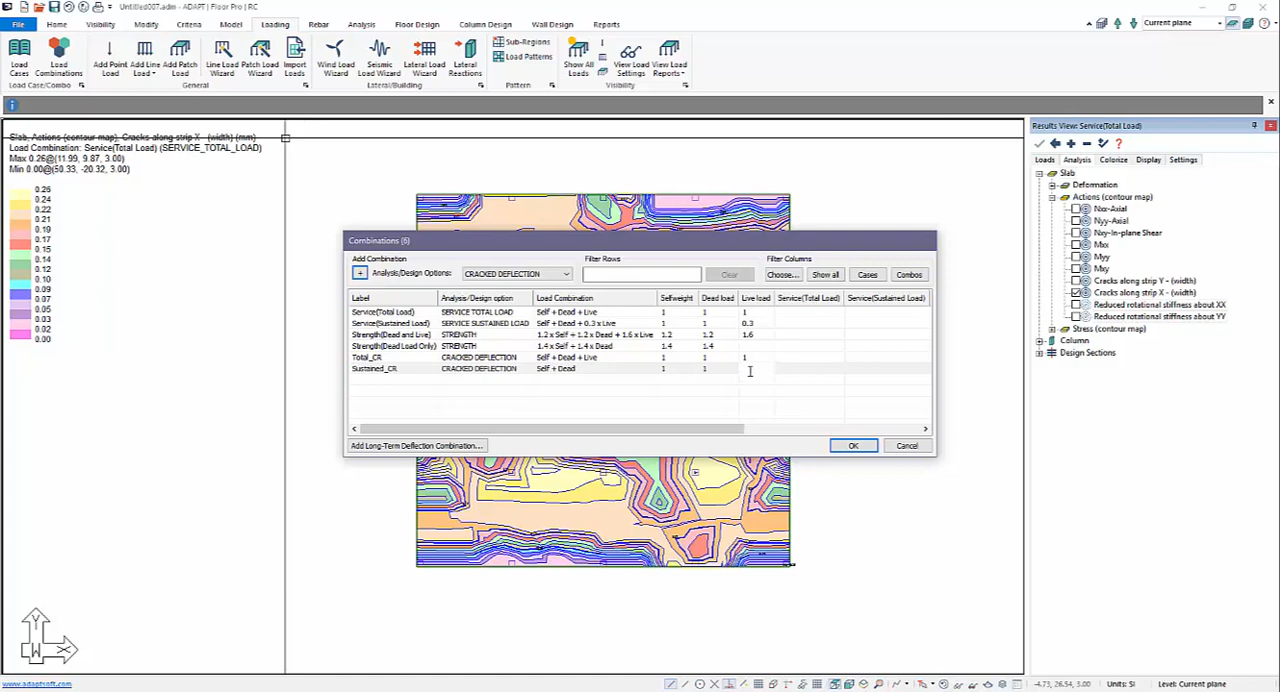 Untitled007.adm - ADAPT | Floor Pro | RC
File Home Visibility Modify Criteria Model Loading Rebar Analysis Floor Design Column Design Wall Design Reports
Current plane
Load Cases
Load Combinations
Add Point Load
Add Line Load
Add Patch Load
Line Load Wizard
Patch Load Wizard
Import Loads
Wind Load Wizard
Seismic Load Wizard
Lateral Load Wizard
Lateral Reactions
Sub-Regions
Load Patterns
Show All Loads
View Load Settings
View Load Reports
Load Case/Combo General Lateral/Building Pattern Visibility
Slab, Actions (contour map), Cracks along strip X - (width) (mm)
Load Combination: Service(Total Load) (SERVICE_TOTAL_LOAD)
Max 0.26@(11.99, 9.87, 3.00)
Min 0.00@(50.33, -20.32, 3.00)
0.26
0.24
0.22
0.21
0.19
0.17
0.15
0.14
0.12
0.10
0.09
0.07
0.05
0.03
0.02
0.00
Combinations (6)
Add Combination Filter Rows Filter Columns
+ Analysis/Design Options: CRACKED DEFLECTION Clear Choose... Show all Cases Combos
Label Analysis/Design option Load Combination Selfweight Dead load Live load Service(Total Load) Service(Sustained Load)
Service(Total Load) SERVICE TOTAL LOAD Self + Dead + Live 1 1 1
Service(Sustained Load) SERVICE SUSTAINED LOAD Self + Dead + 0.3 x Live 1 1 0.3
Strength(Dead and Live) STRENGTH 1.2 x Self + 1.2 x Dead + 1.6 x Live 1.2 1.2 1.6
Strength(Dead Load Only) STRENGTH 1.4 x Self + 1.4 x Dead 1.4 1.4
Total_CR CRACKED DEFLECTION Self + Dead + Live 1 1 1
Sustained_CR CRACKED DEFLECTION Self + Dead 1 1
Add Long-Term Deflection Combination... OK Cancel
Results View: Service(Total Load)
Loads Analysis Colorize Display Settings
Slab
Deformation
Actions (contour map)
Nxx-Axial
Nyy-Axial
Nxy-In-plane Shear
Mxx
Myy
Mxy
Cracks along strip Y - (width)
Cracks along strip X - (width)
Reduced rotational stiffness about XX
Reduced rotational stiffness about YY
Stress (contour map)
Column
Design Sections
Y
W X
www.adaptsoft.com
-4.73, 26.54, 3.00 Units: SI Level: Current plane